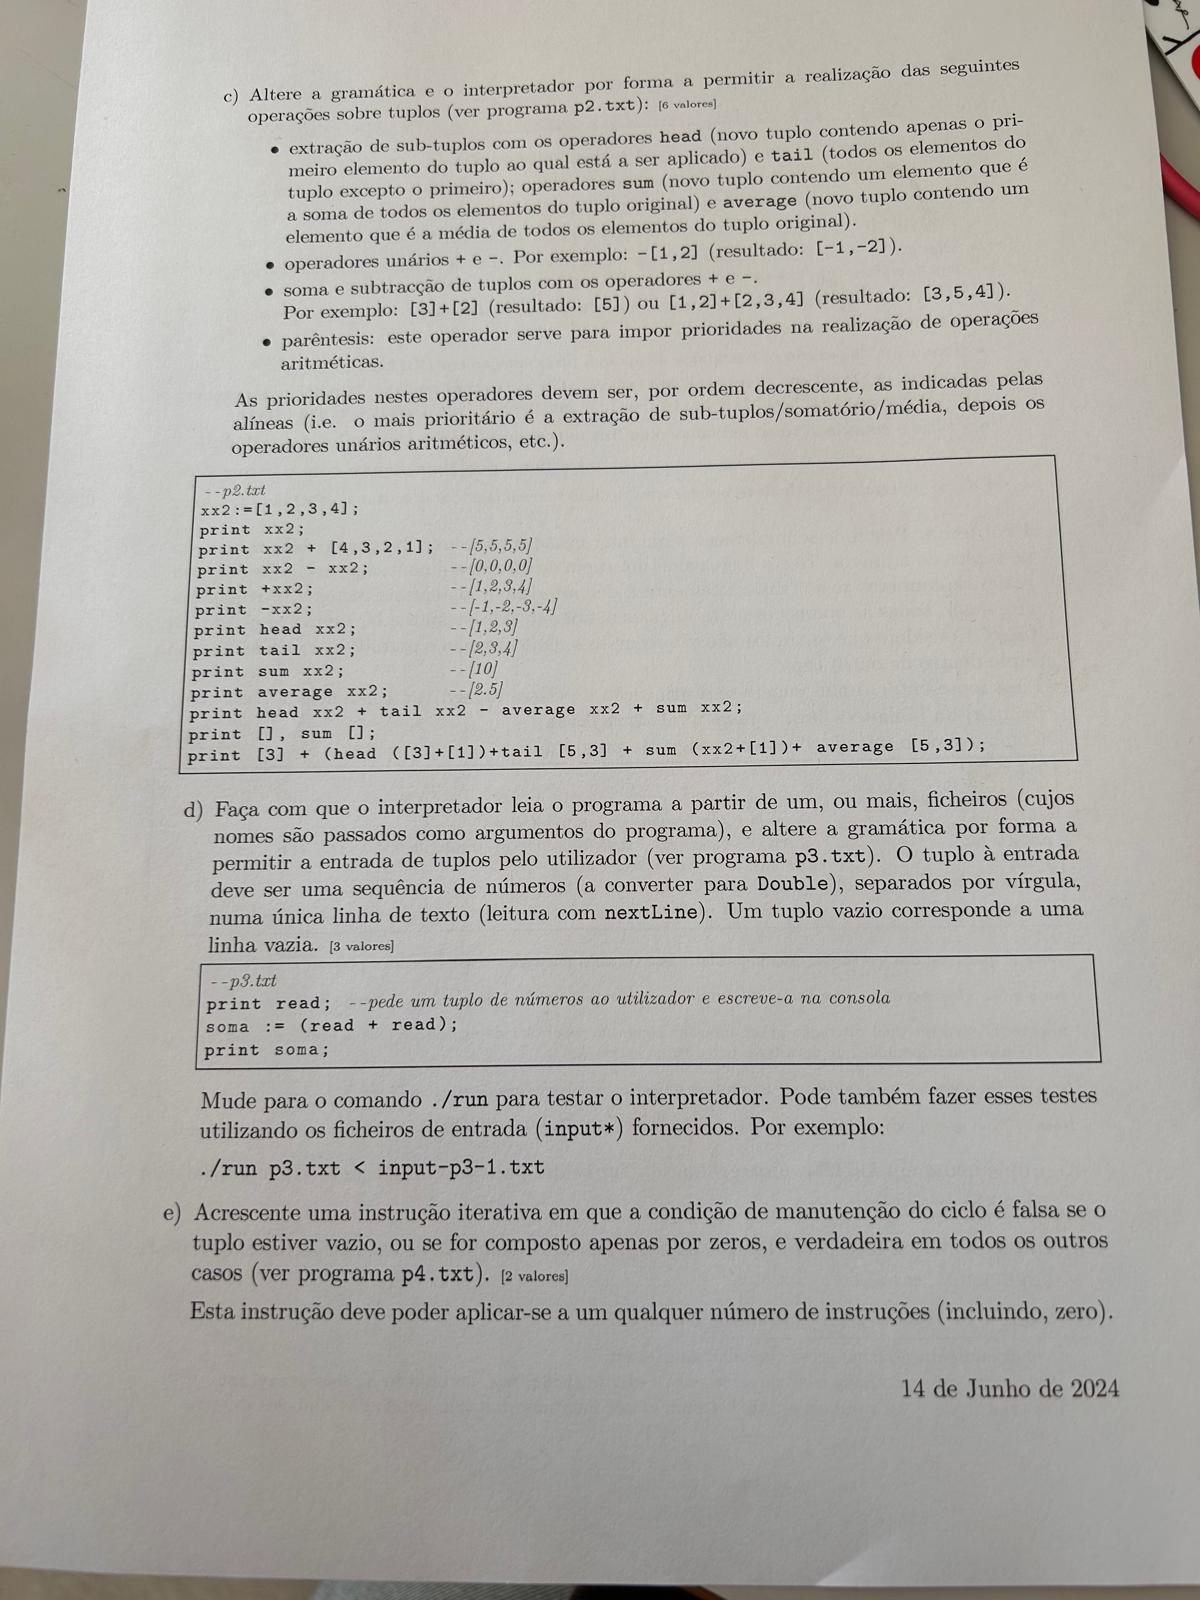 c) Altere a gramática e o interpretador por forma a permitir a realização das seguintes
operações sobre tuplos (ver programa p2.txt): [6 valores]
• extração de sub-tuplos com os operadores head (novo tuplo contendo apenas o pri-
meiro elemento do tuplo ao qual está a ser aplicado) e tail (todos os elementos do
tuplo excepto o primeiro); operadores sum (novo tuplo contendo um elemento que é
a soma de todos os elementos do tuplo original) e average (novo tuplo contendo um
elemento que é a média de todos os elementos do tuplo original).
• operadores unários + e -. Por exemplo: -[1,2] (resultado: [-1,-2]).
• soma e subtracção de tuplos com os operadores + e -.
Por exemplo: [3]+[2] (resultado: [5]) ou [1,2]+[2,3,4] (resultado: [3,5,4]).
• parêntesis: este operador serve para impor prioridades na realização de operações
aritméticas.
As prioridades nestes operadores devem ser, por ordem decrescente, as indicadas pelas
alíneas (i.e. o mais prioritário é a extração de sub-tuplos/somatório/média, depois os
operadores unários aritméticos, etc.).
--p2.txt
xx2:=[1,2,3,4];
print xx2;
print xx2 + [4,3,2,1]; --[5,5,5,5]
print xx2 - xx2; --[0,0,0,0]
print +xx2; --[1,2,3,4]
print -xx2; --[-1,-2,-3,-4]
print head xx2; --[1,2,3]
print tail xx2; --[2,3,4]
print sum xx2; --[10]
print average xx2; --[2.5]
print head xx2 + tail xx2 - average xx2 + sum xx2;
print [], sum [];
print [3] + (head ([3]+[1])+tail [5,3] + sum (xx2+[1])+ average [5,3]);
d) Faça com que o interpretador leia o programa a partir de um, ou mais, ficheiros (cujos
nomes são passados como argumentos do programa), e altere a gramática por forma a
permitir a entrada de tuplos pelo utilizador (ver programa p3.txt). O tuplo à entrada
deve ser uma sequência de números (a converter para Double), separados por vírgula,
numa única linha de texto (leitura com nextLine). Um tuplo vazio corresponde a uma
linha vazia. [3 valores]
--p3.txt
print read; --pede um tuplo de números ao utilizador e escreve-a na consola
soma := (read + read);
print soma;
Mude para o comando ./run para testar o interpretador. Pode também fazer esses testes
utilizando os ficheiros de entrada (input*) fornecidos. Por exemplo:
./run p3.txt < input-p3-1.txt
e) Acrescente uma instrução iterativa em que a condição de manutenção do ciclo é falsa se o
tuplo estiver vazio, ou se for composto apenas por zeros, e verdadeira em todos os outros
casos (ver programa p4.txt). [2 valores]
Esta instrução deve poder aplicar-se a um qualquer número de instruções (incluindo, zero).
14 de Junho de 2024